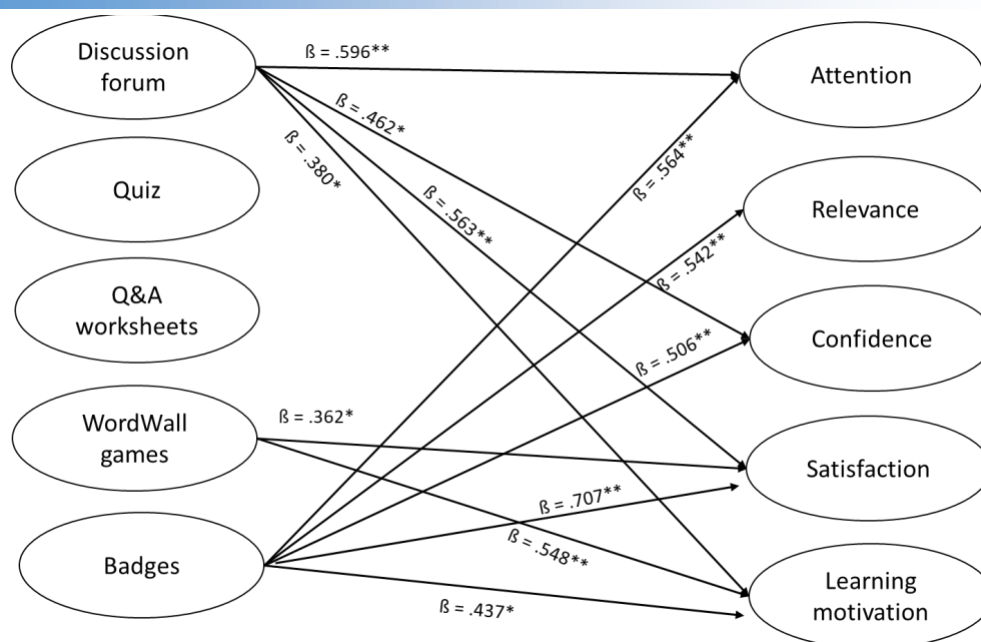 Discussion
forum
Quiz
Q&A
worksheets
WordWall
games
Badges
ß = .596**
ß = .462*
ß = .380*
ß = .563**
ß = .564**
ß = .542**
ß = .506**
ß = .362*
ß = .707**
ß = .548**
ß = .437*
Attention
Relevance
Confidence
Satisfaction
Learning
motivation